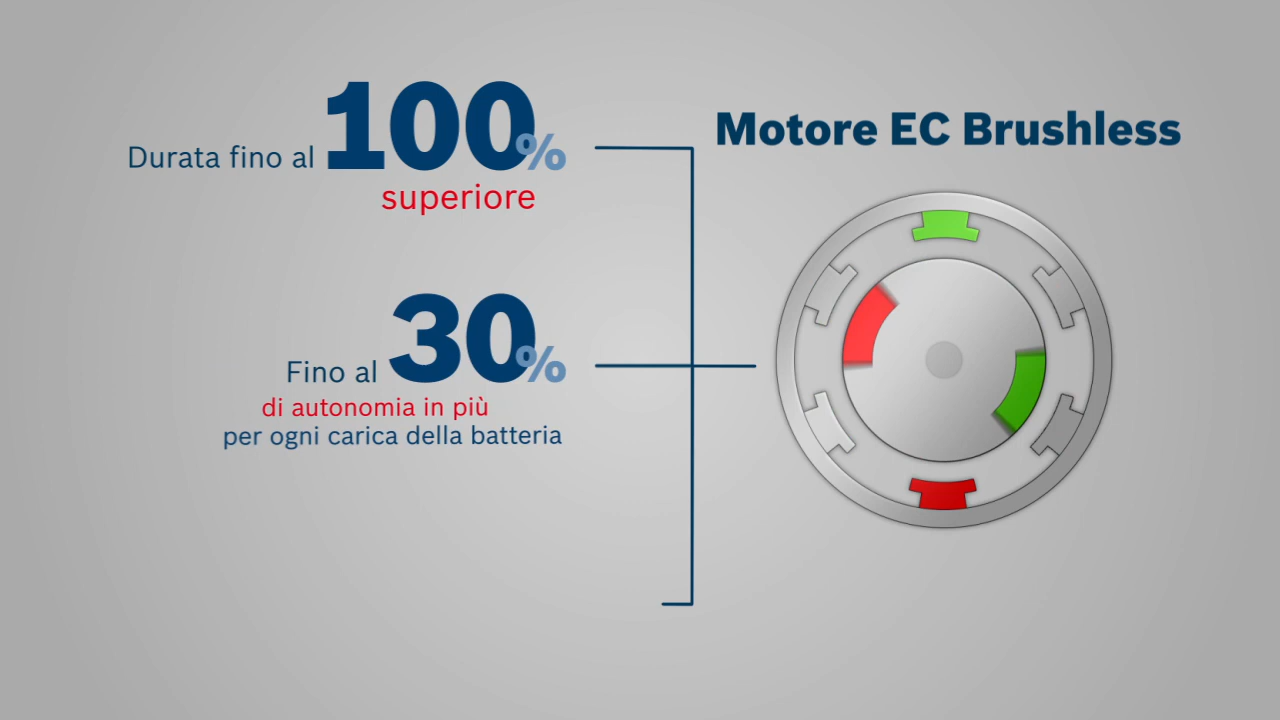 Durata fino al 100%
superiore
Fino al 30%
di autonomia in più
per ogni carica della batteria
Motore EC Brushless